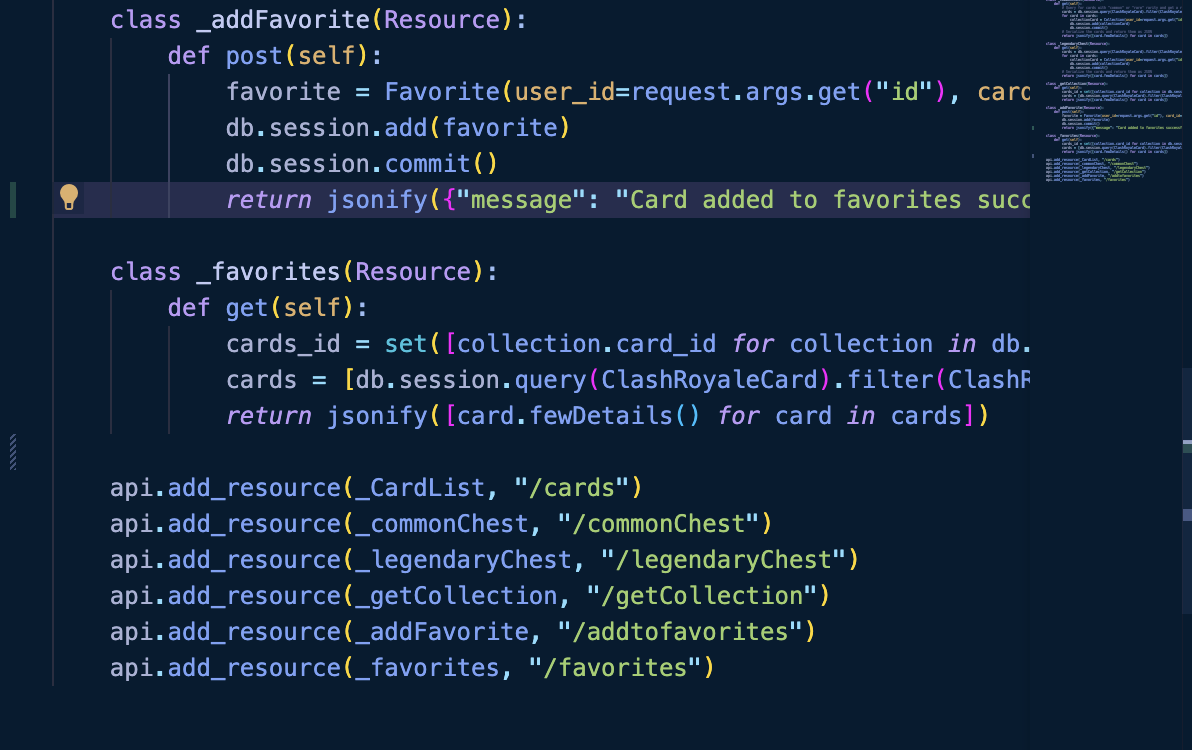 class _addFavorite(Resource):
def post(self):
favorite = Favorite(user_id=request.args.get("id"), card
db.session.add(favorite)
db.session.commit()
return jsonify({"message": "Card added to favorites succ
class _favorites(Resource):
def get(self):
cards_id = set([collection.card_id for collection in db.
cards = [db.session.query(ClashRoyaleCard).filter(ClashR
return jsonify([card.fewDetails() for card in cards])
api.add_resource(_CardList, "/cards")
api.add_resource(_commonChest, "/commonChest")
api.add_resource(_legendaryChest, "/legendaryChest")
api.add_resource(_getCollection, "/getCollection")
api.add_resource(_addFavorite, "/addtofavorites")
api.add_resource(_favorites, "/favorites")